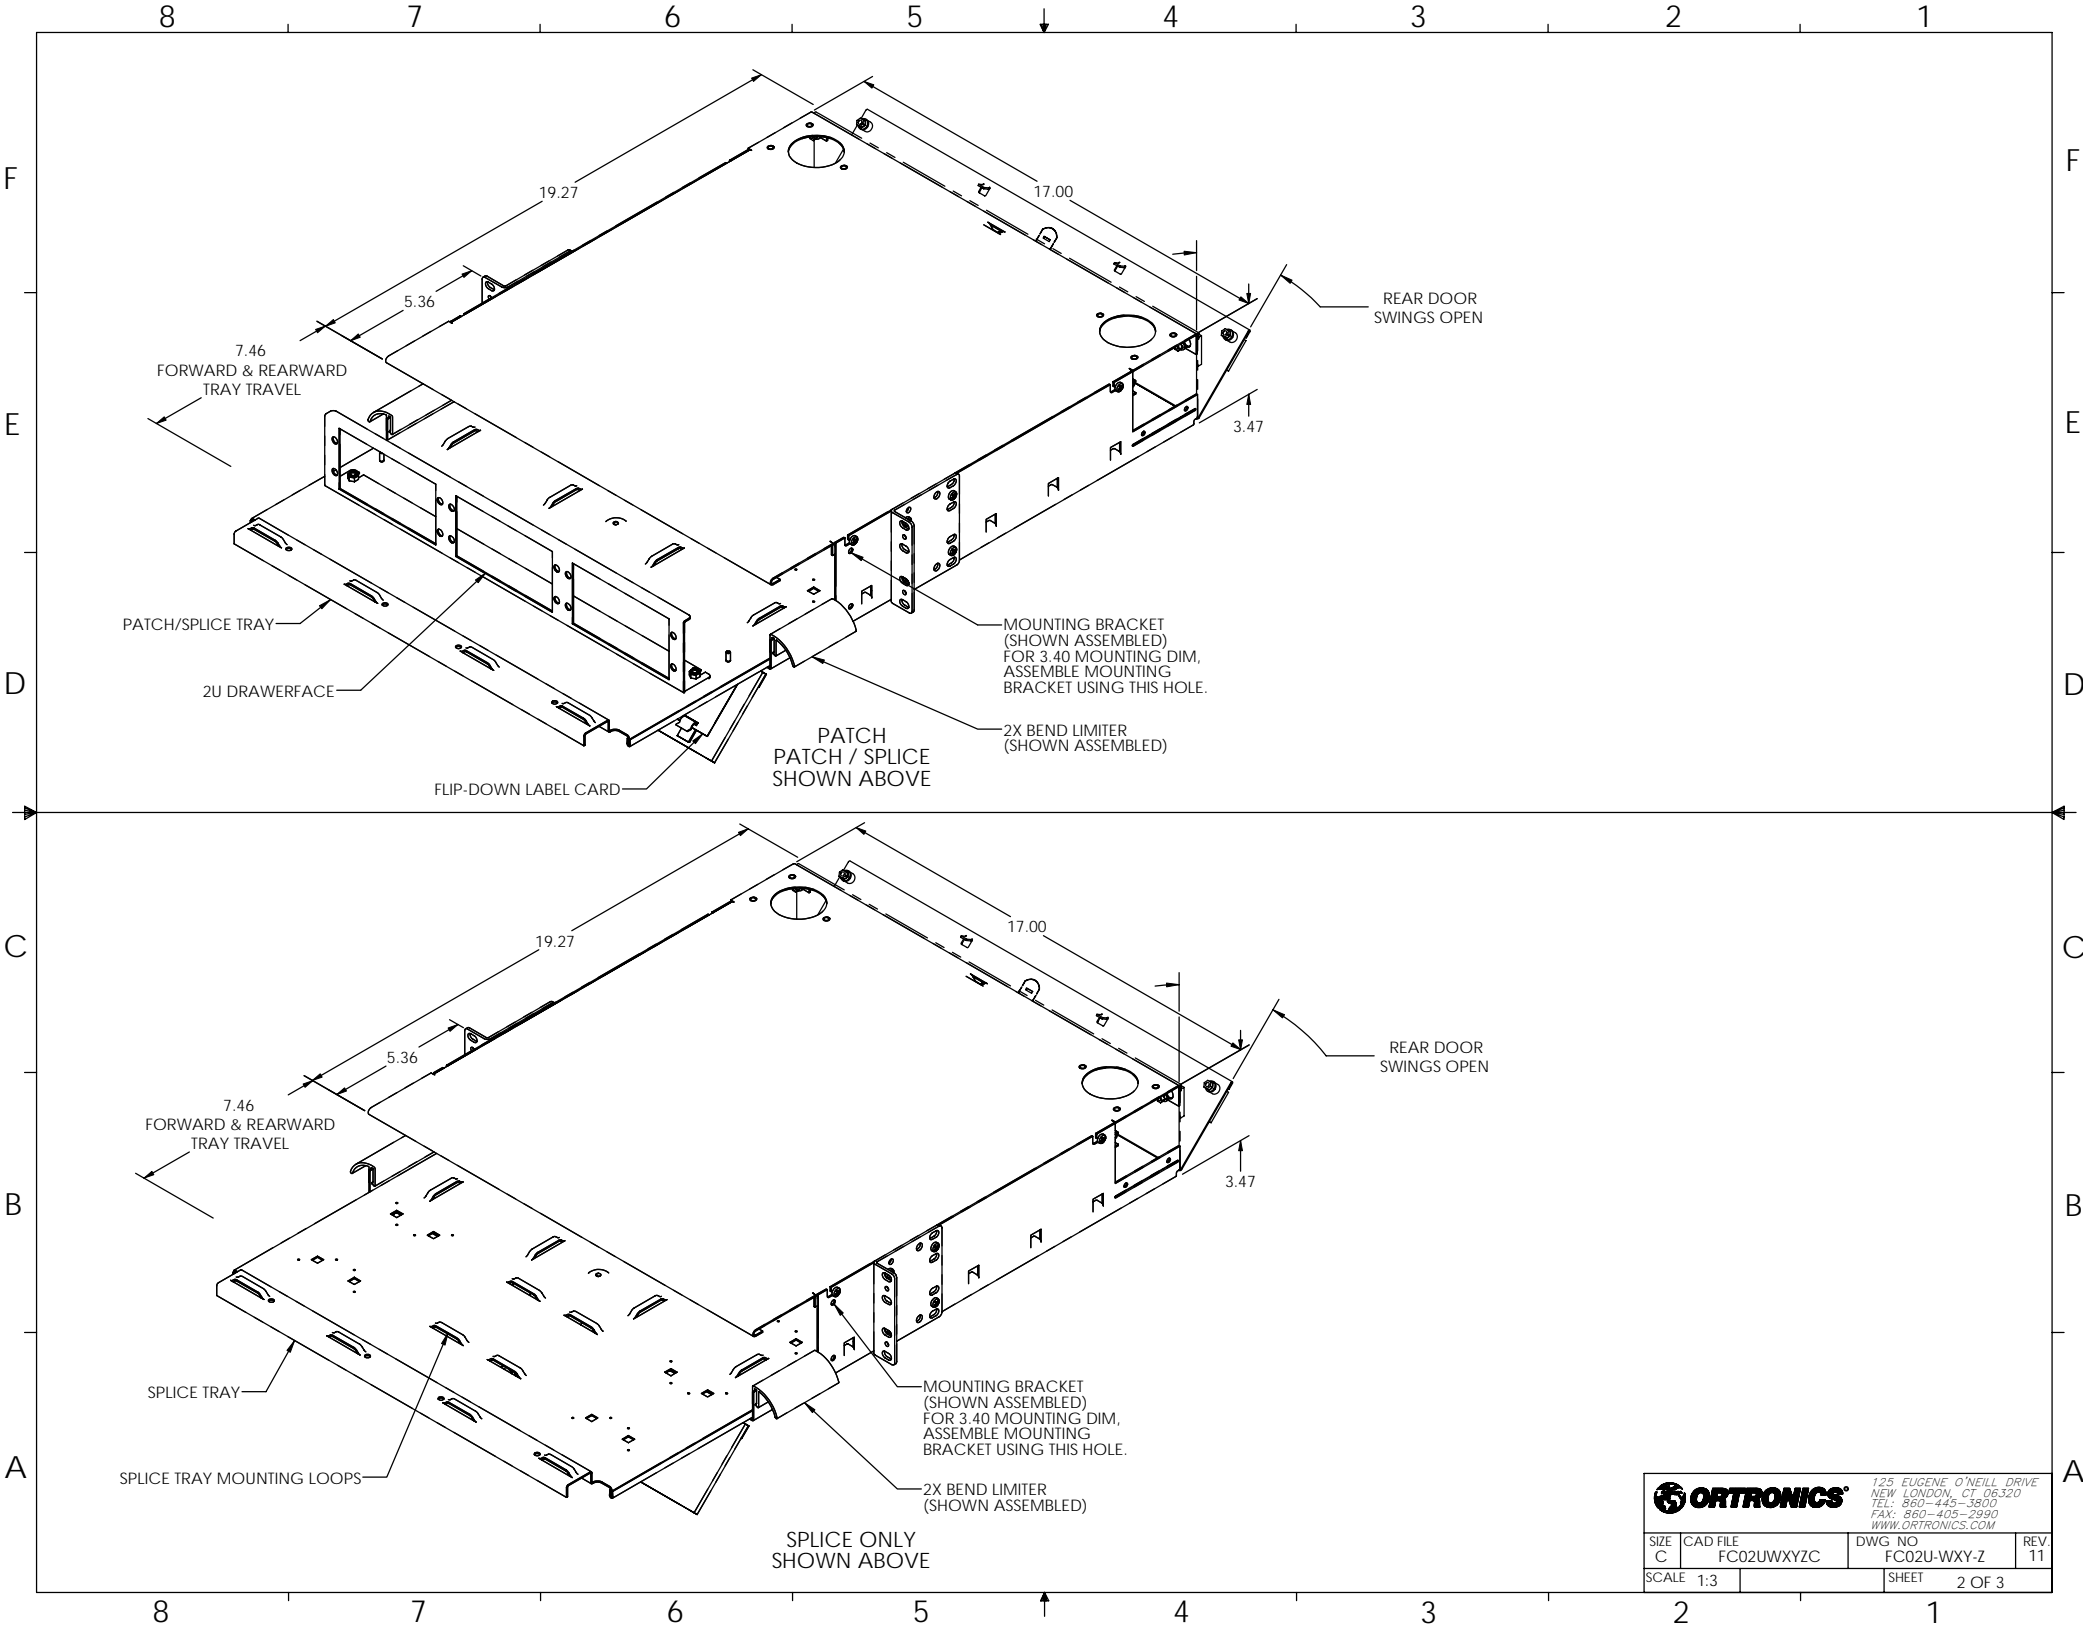 8 7 6 5 4 3 2 1
F
F
19.27
17.00
5.36
REAR DOOR
SWINGS OPEN
7.46
FORWARD & REARWARD
TRAY TRAVEL
E
E
3.47
PATCH/SPLICE TRAY
MOUNTING BRACKET
(SHOWN ASSEMBLED)
FOR 3.40 MOUNTING DIM,
ASSEMBLE MOUNTING
BRACKET USING THIS HOLE.
D
D
2U DRAWERFACE
2X BEND LIMITER
(SHOWN ASSEMBLED)
PATCH
PATCH / SPLICE
SHOWN ABOVE
FLIP-DOWN LABEL CARD
19.27
17.00
C
C
5.36
REAR DOOR
SWINGS OPEN
7.46
FORWARD & REARWARD
TRAY TRAVEL
3.47
B
B
SPLICE TRAY
MOUNTING BRACKET
(SHOWN ASSEMBLED)
FOR 3.40 MOUNTING DIM,
ASSEMBLE MOUNTING
BRACKET USING THIS HOLE.
A
A
SPLICE TRAY MOUNTING LOOPS
2X BEND LIMITER
(SHOWN ASSEMBLED)
SPLICE ONLY
SHOWN ABOVE
ORTRONICS®
125 EUGENE O'NEILL DRIVE
NEW LONDON, CT 06320
TEL: 860-445-3800
FAX: 860-405-2990
WWW.ORTRONICS.COM
SIZE CAD FILE DWG NO REV.
C FC02UWXYZC FC02U-WXY-Z 11
SCALE 1:3 SHEET 2 OF 3
8 7 6 5 4 3 2 1